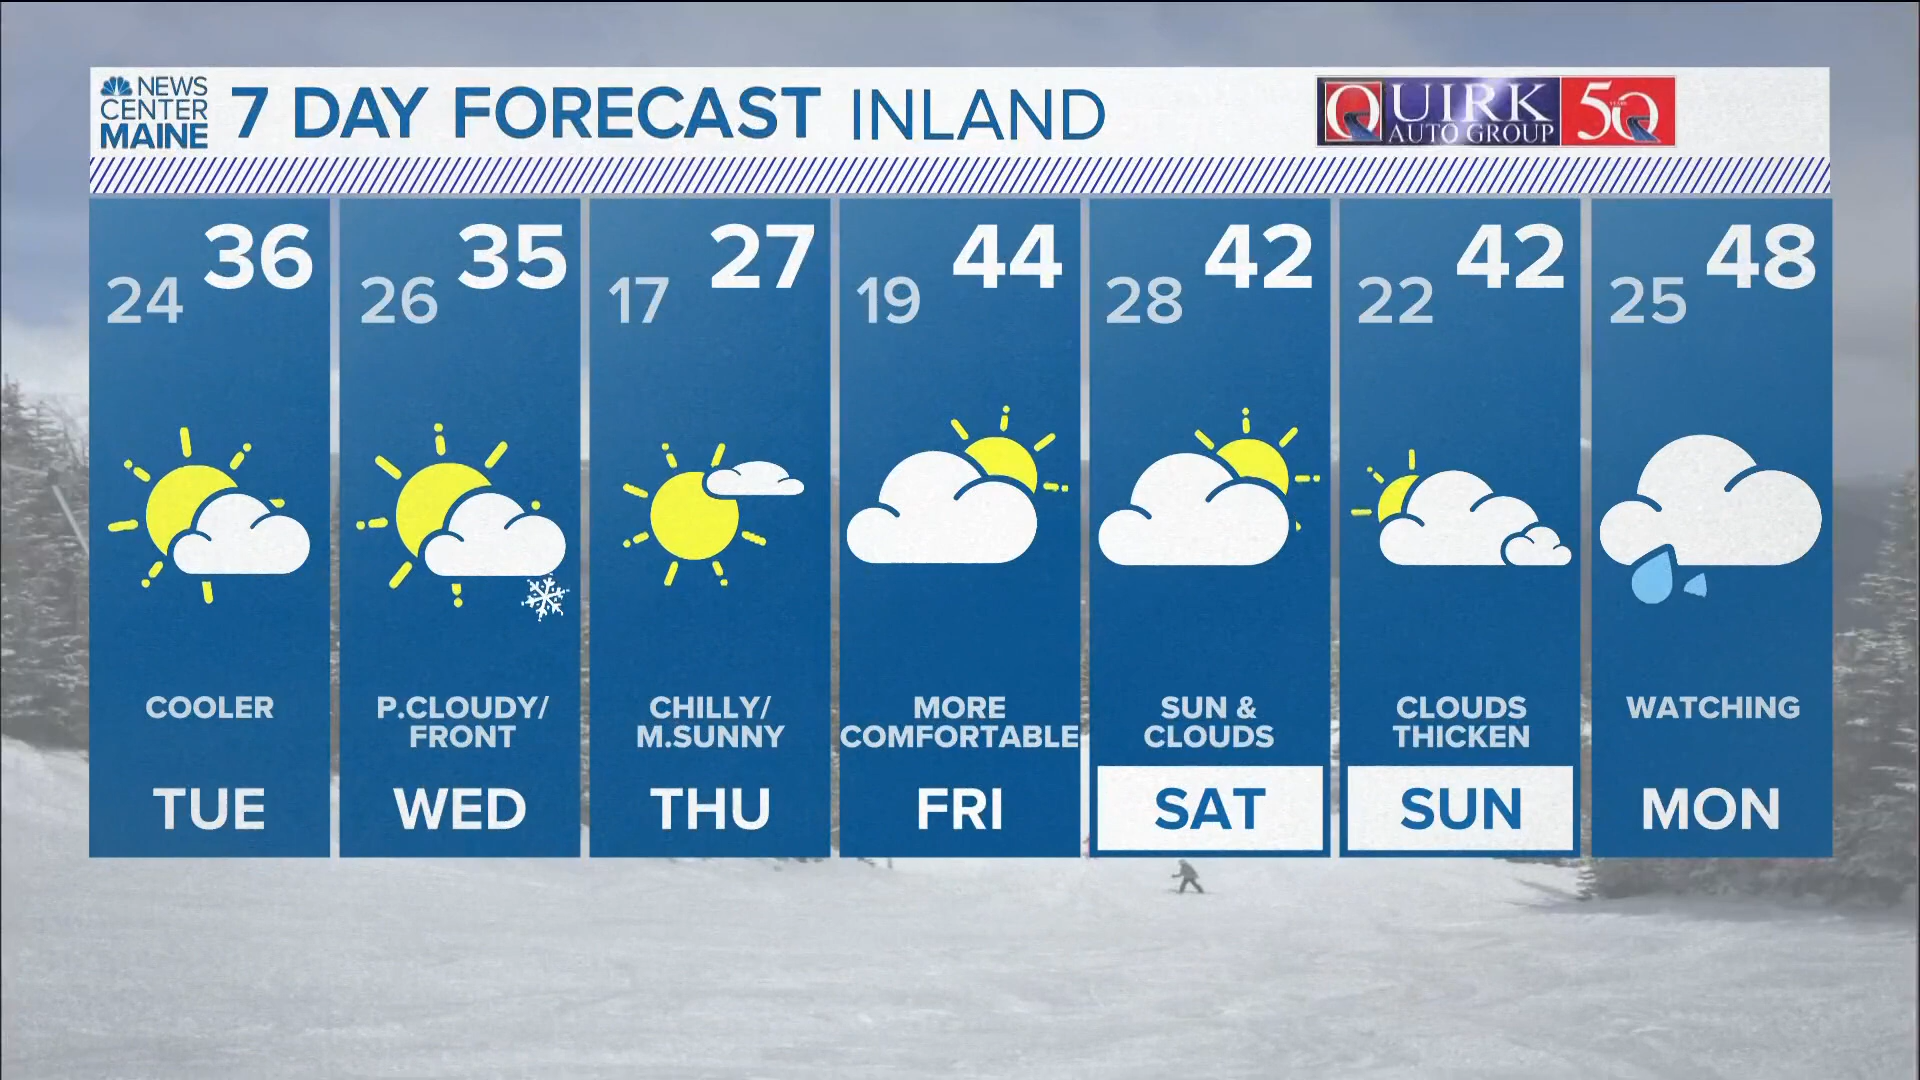 NEWS
CENTER
MAINE
7 DAY FORECAST INLAND
QUIRK
AUTO GROUP
50
YEARS
24 36
26 35
17 27
19 44
28 42
22 42
25 48
COOLER
P.CLOUDY/
FRONT
CHILLY/
M.SUNNY
MORE
COMFORTABLE
SUN &
CLOUDS
CLOUDS
THICKEN
WATCHING
TUE
WED
THU
FRI
SAT
SUN
MON